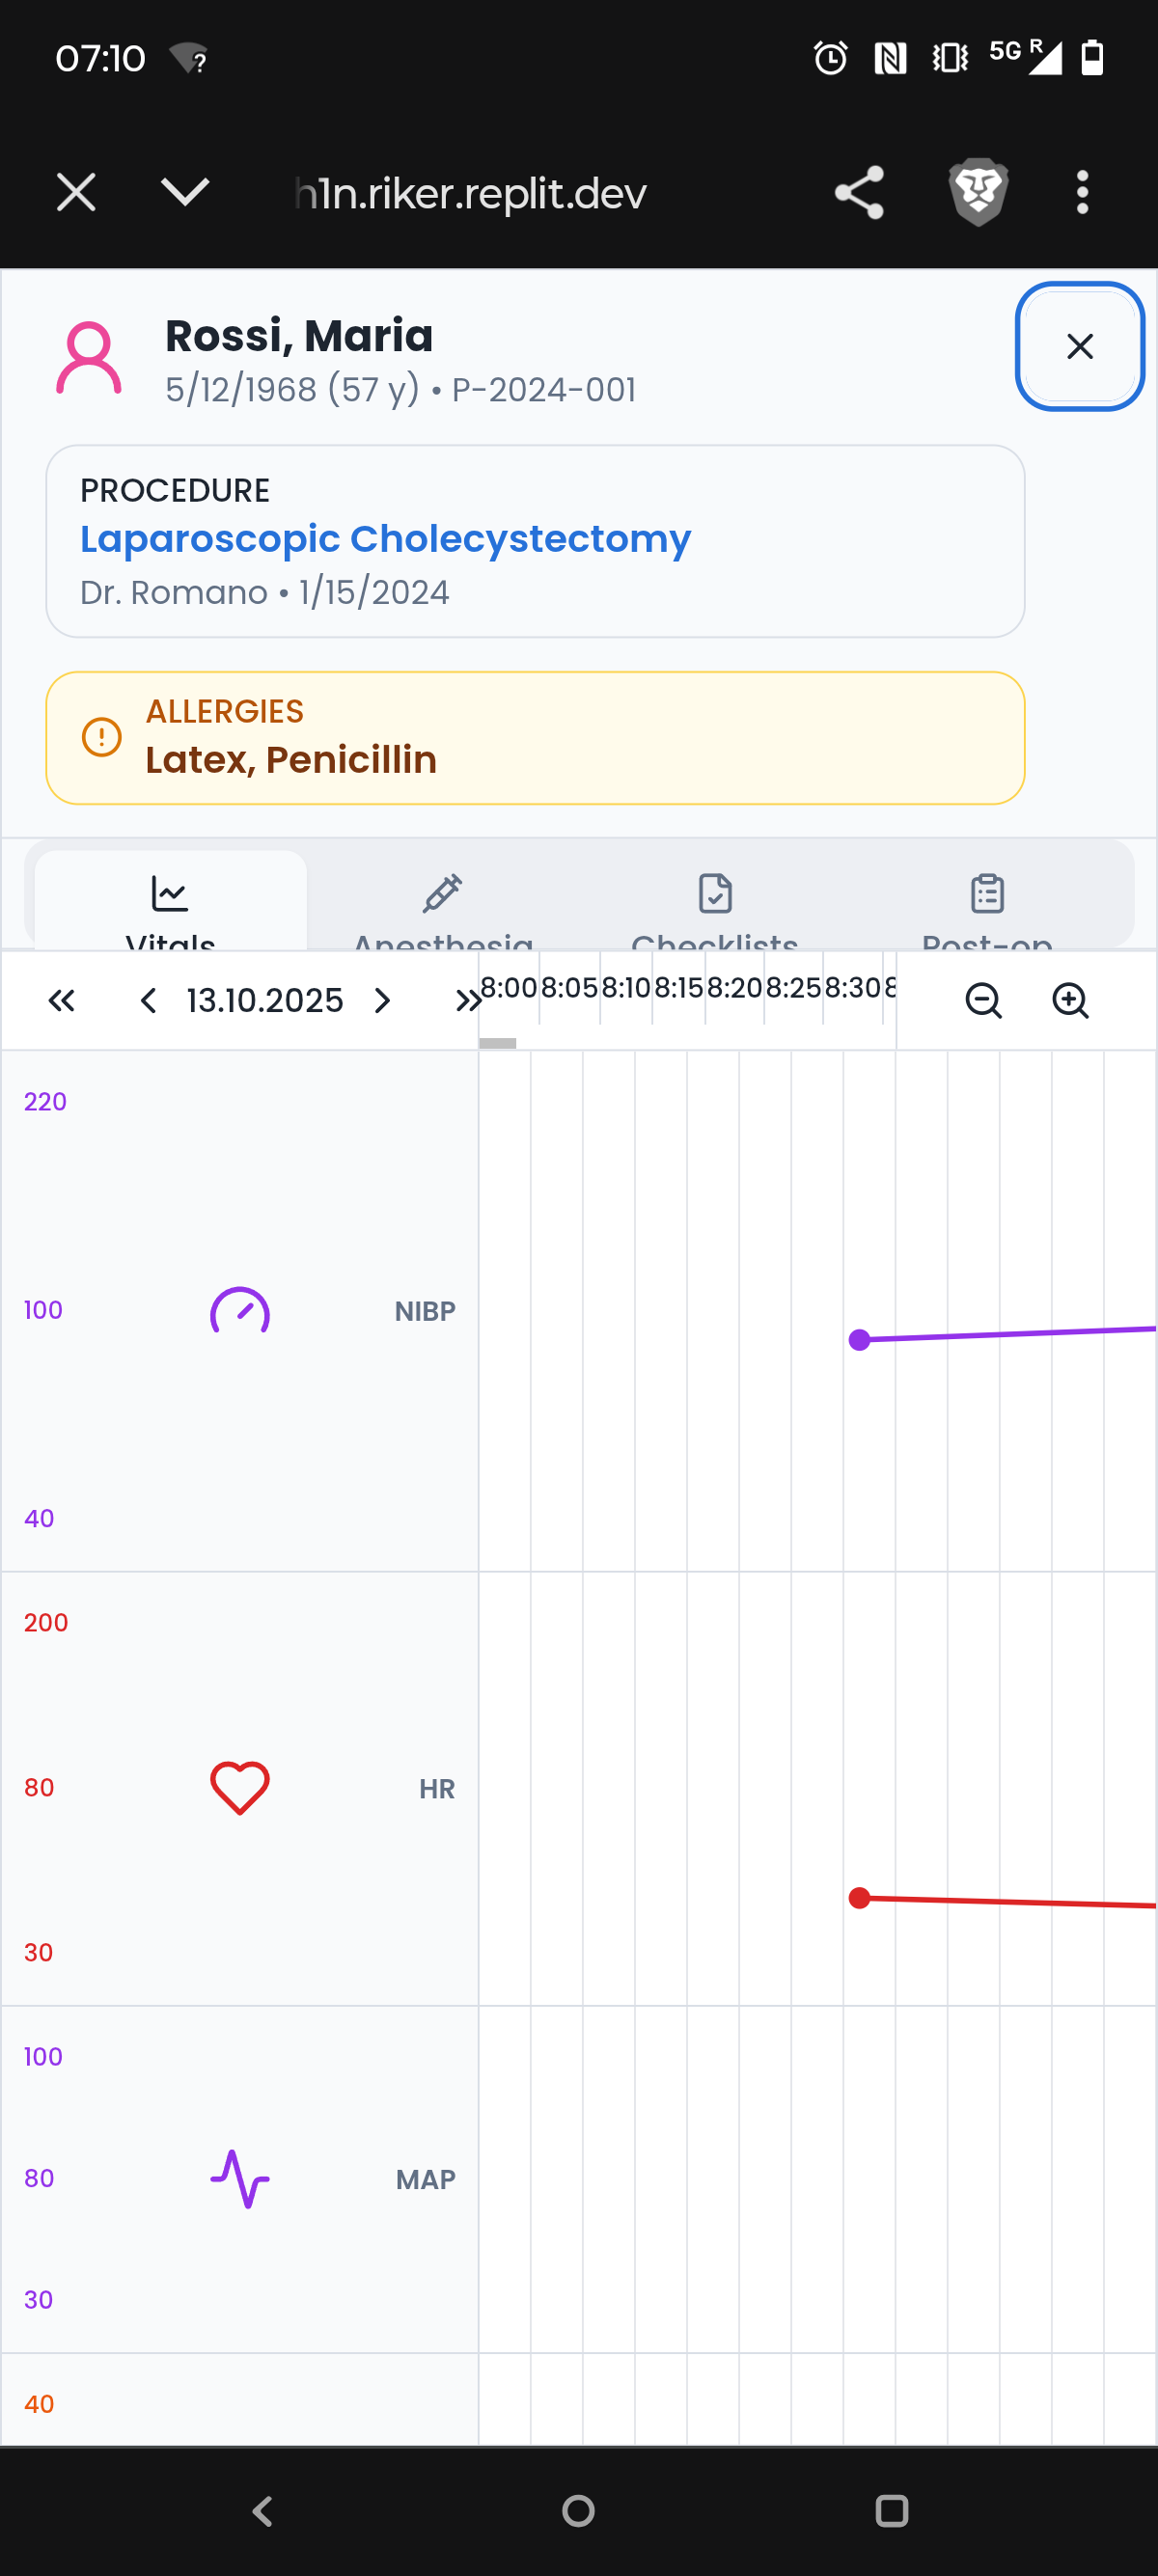 07:10
5G R
h1n.riker.replit.dev
Rossi, Maria
5/12/1968 (57 y) • P-2024-001
PROCEDURE
Laparoscopic Cholecystectomy
Dr. Romano • 1/15/2024
ALLERGIES
Latex, Penicillin
Vitals Anesthesia Checklists Post-op
13.10.2025 8:00 8:05 8:10 8:15 8:20 8:25 8:30 8
220
100 NIBP
40
200
80 HR
30
100
80 MAP
30
40